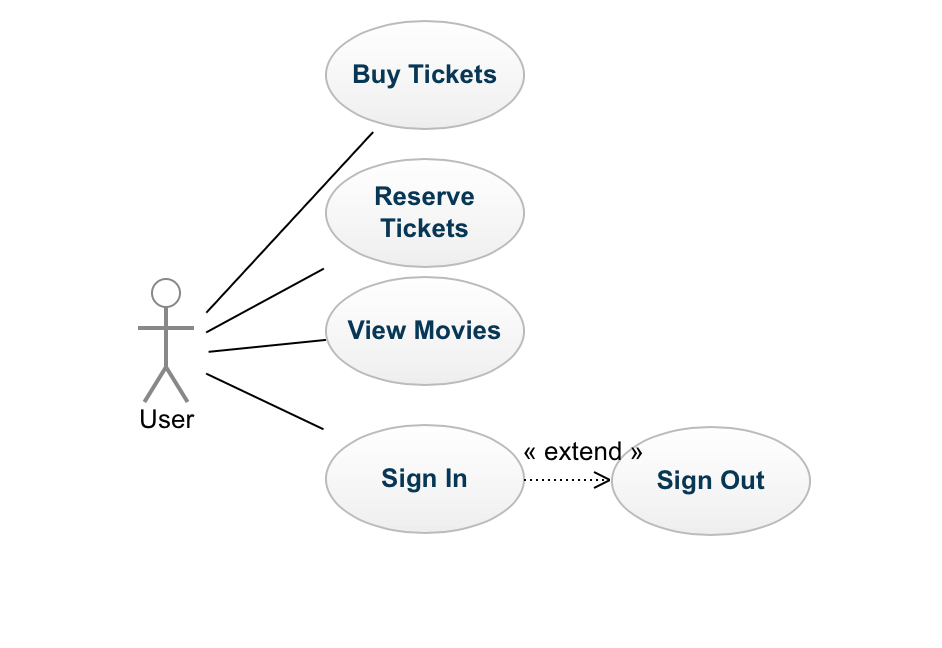 Buy Tickets
Reserve
Tickets
View Movies
User
« extend »
Sign In
Sign Out